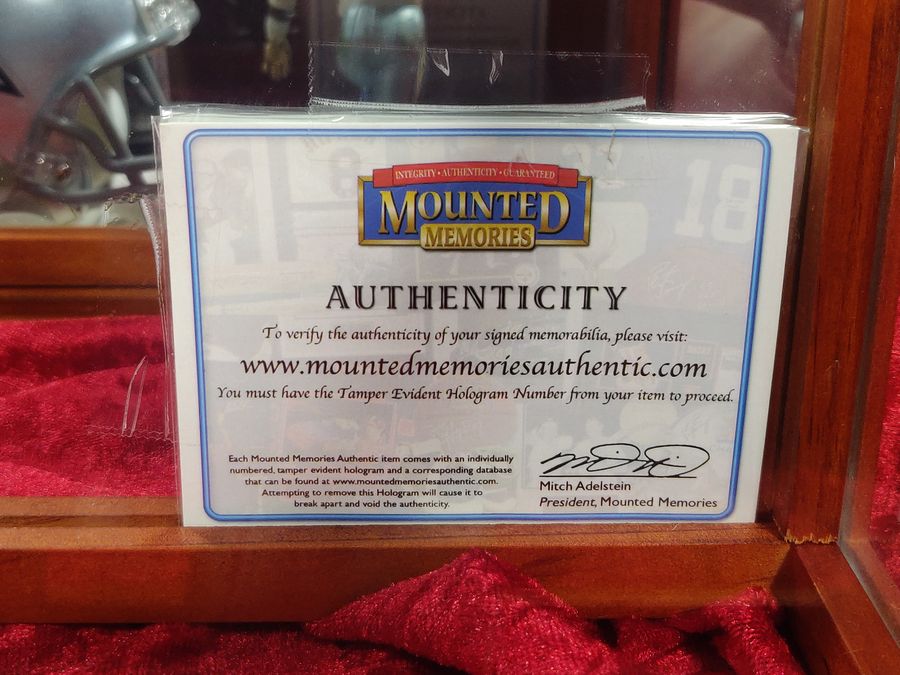 INTEGRITY • AUTHENTICITY • GUARANTEED
MOUNTED
MEMORIES
AUTHENTICITY
To verify the authenticity of your signed memorabilia, please visit:
www.mountedmemoriesauthentic.com
You must have the Tamper Evident Hologram Number from your item to proceed.
Each Mounted Memories Authentic item comes with an individually
numbered, tamper evident hologram and a corresponding database
that can be found at www.mountedmemoriesauthentic.com.
Attempting to remove this Hologram will cause it to
break apart and void the authenticity.
Mitch Adelstein
President, Mounted Memories
18